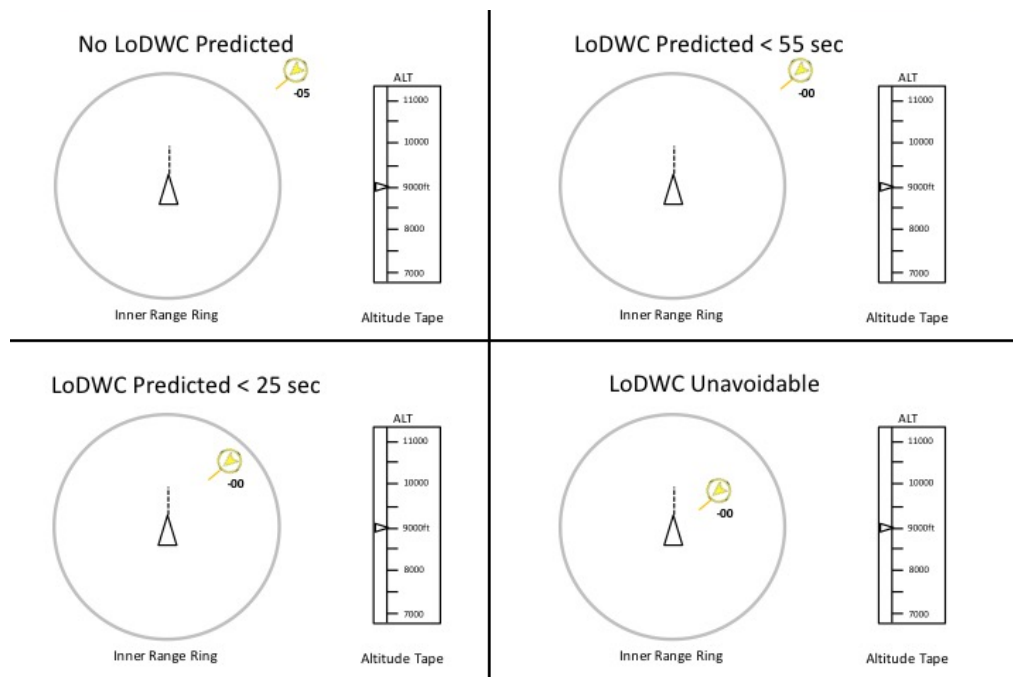 No LoDWC Predicted
-05
ALT
11000
10000
9000ft
8000
7000
Inner Range Ring
Altitude Tape
LoDWC Predicted < 55 sec
-00
ALT
11000
10000
9000ft
8000
7000
Inner Range Ring
Altitude Tape
LoDWC Predicted < 25 sec
-00
ALT
11000
10000
9000ft
8000
7000
Inner Range Ring
Altitude Tape
LoDWC Unavoidable
-00
ALT
11000
10000
9000ft
8000
7000
Inner Range Ring
Altitude Tape